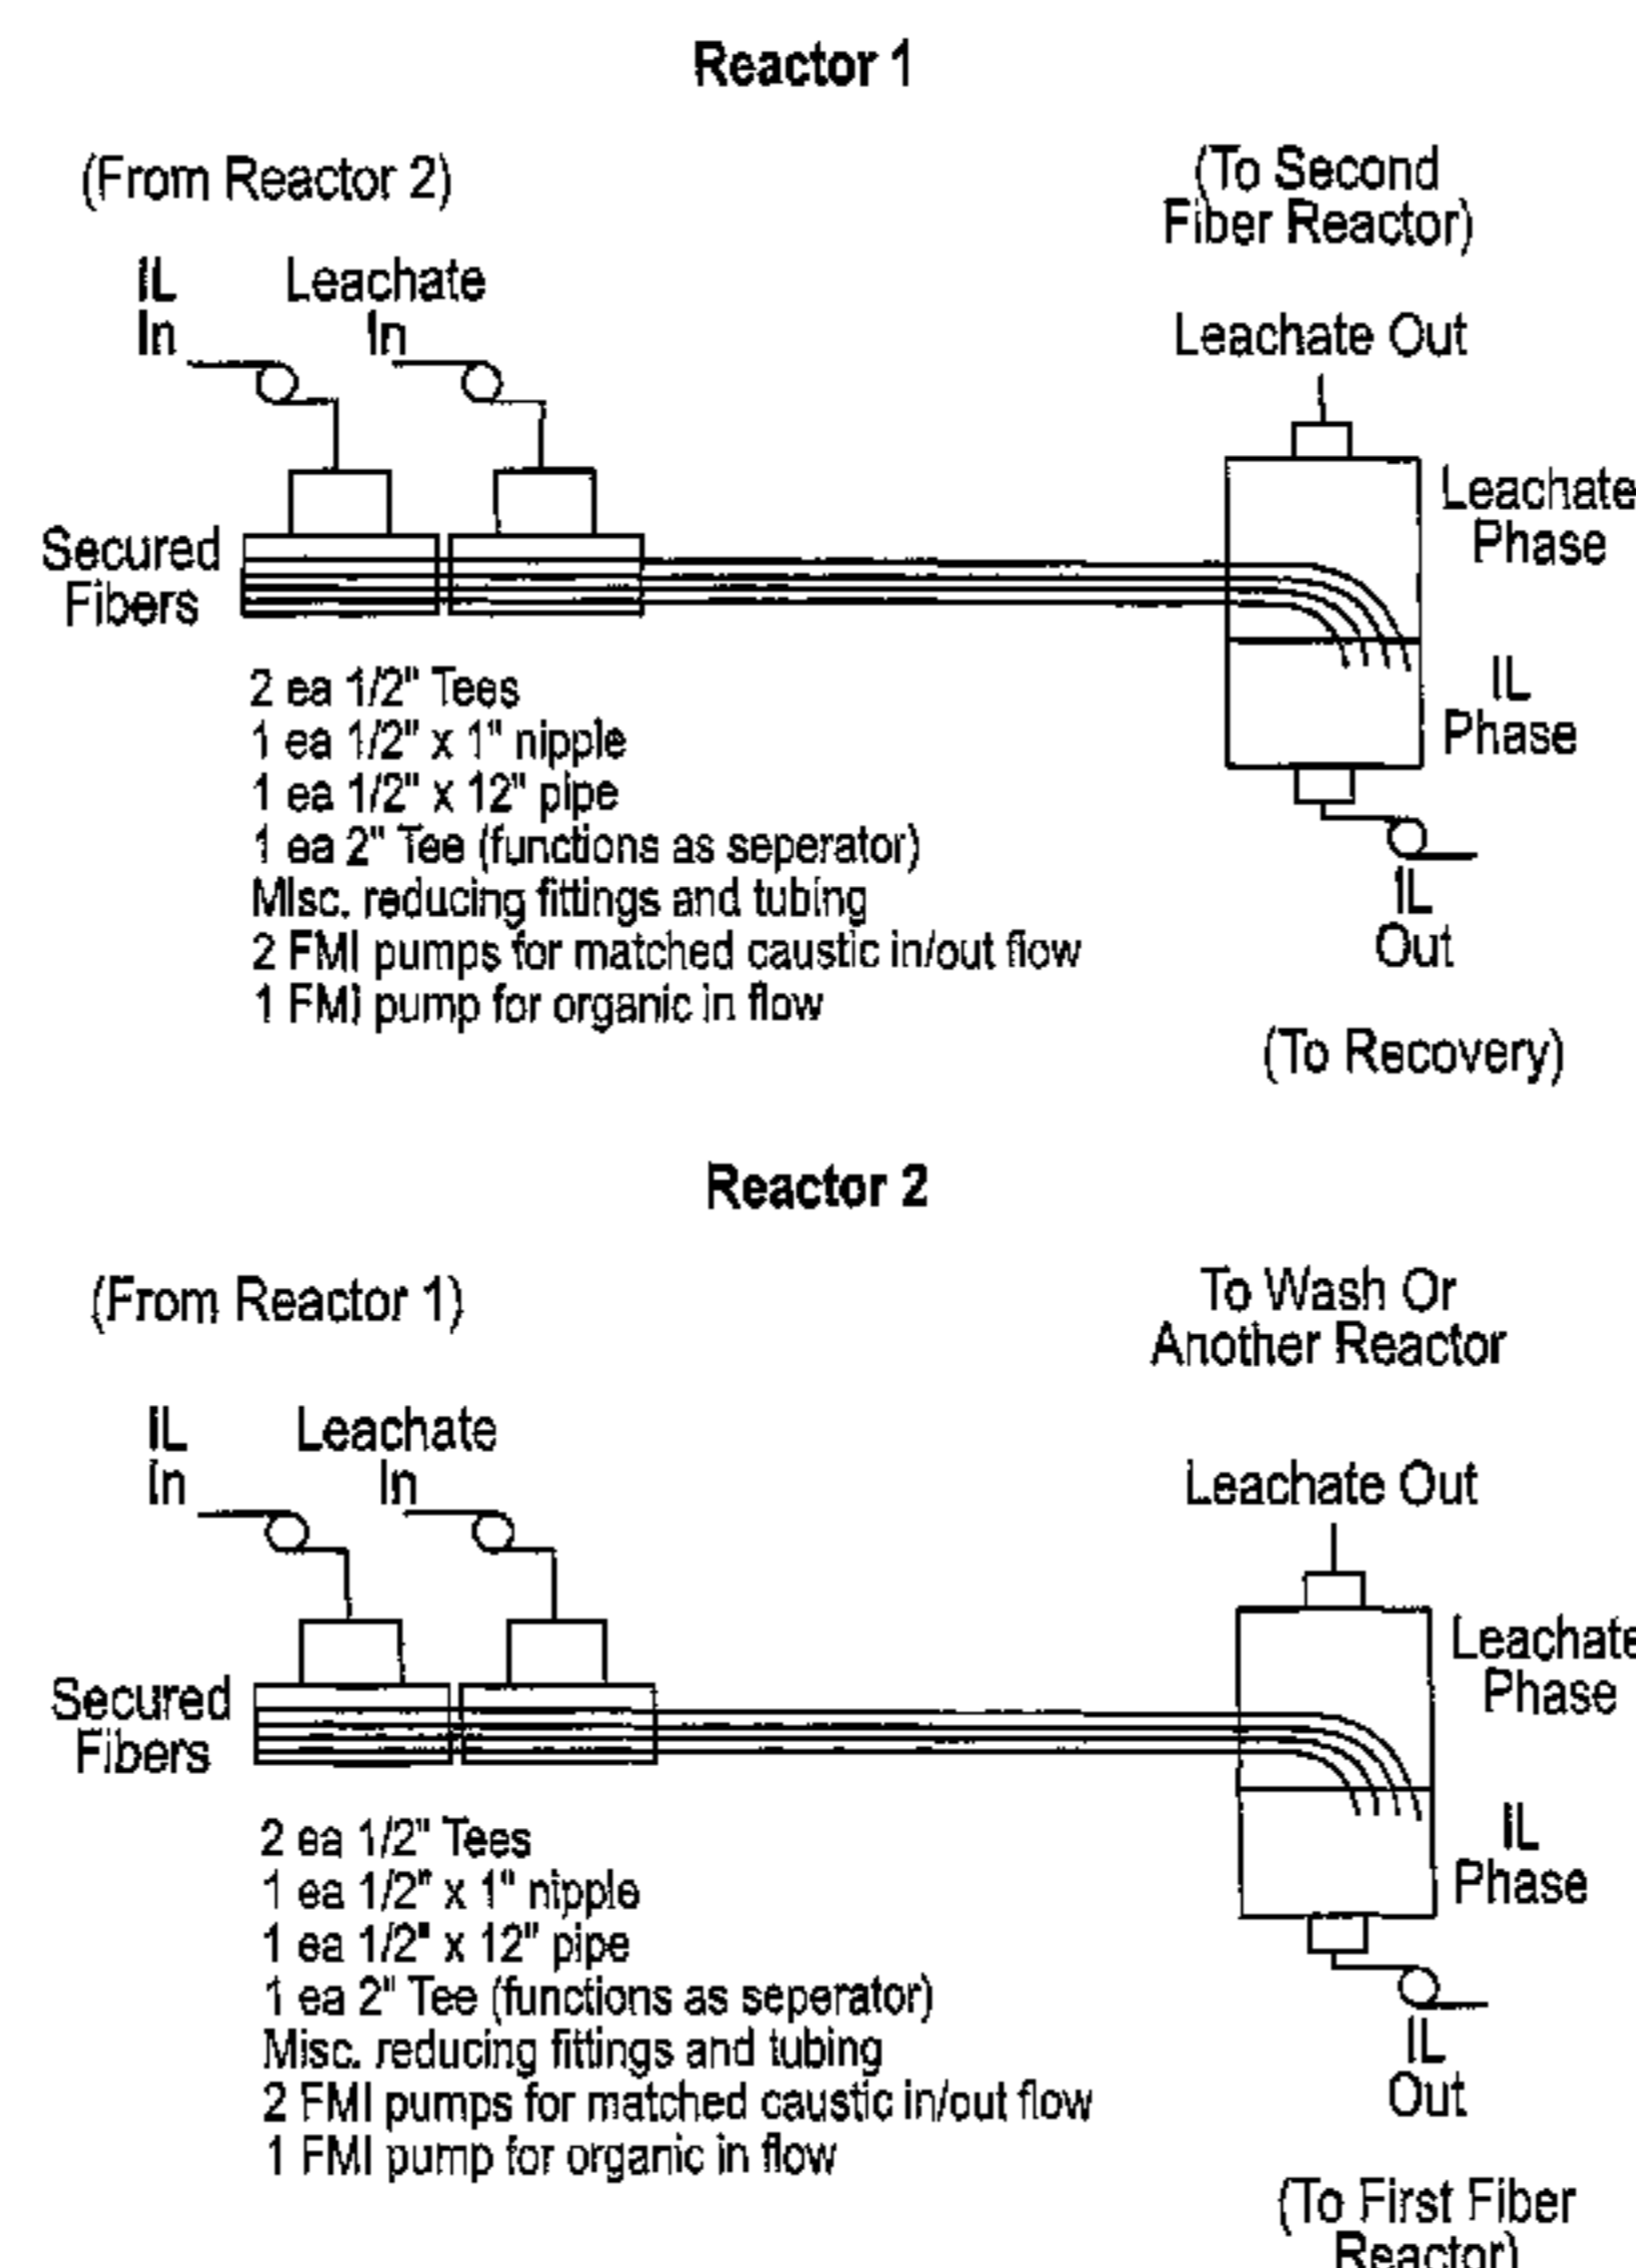 Reactor 1
(From Reactor 2)
(To Second
Fiber Reactor)
IL
In
Leachate
In
Leachate Out
Secured
Fibers
Leachate
Phase
IL
Phase
2 ea 1/2" Tees
1 ea 1/2" x 1" nipple
1 ea 1/2" x 12" pipe
1 ea 2" Tee (functions as seperator)
Misc. reducing fittings and tubing
2 FMI pumps for matched caustic in/out flow
1 FMI pump for organic in flow
IL
Out
(To Recovery)
Reactor 2
(From Reactor 1)
To Wash Or
Another Reactor
IL
In
Leachate
In
Leachate Out
Secured
Fibers
Leachate
Phase
IL
Phase
2 ea 1/2" Tees
1 ea 1/2" x 1" nipple
1 ea 1/2" x 12" pipe
1 ea 2" Tee (functions as seperator)
Misc. reducing fittings and tubing
2 FMI pumps for matched caustic in/out flow
1 FMI pump for organic in flow
IL
Out
(To First Fiber
Reactor)